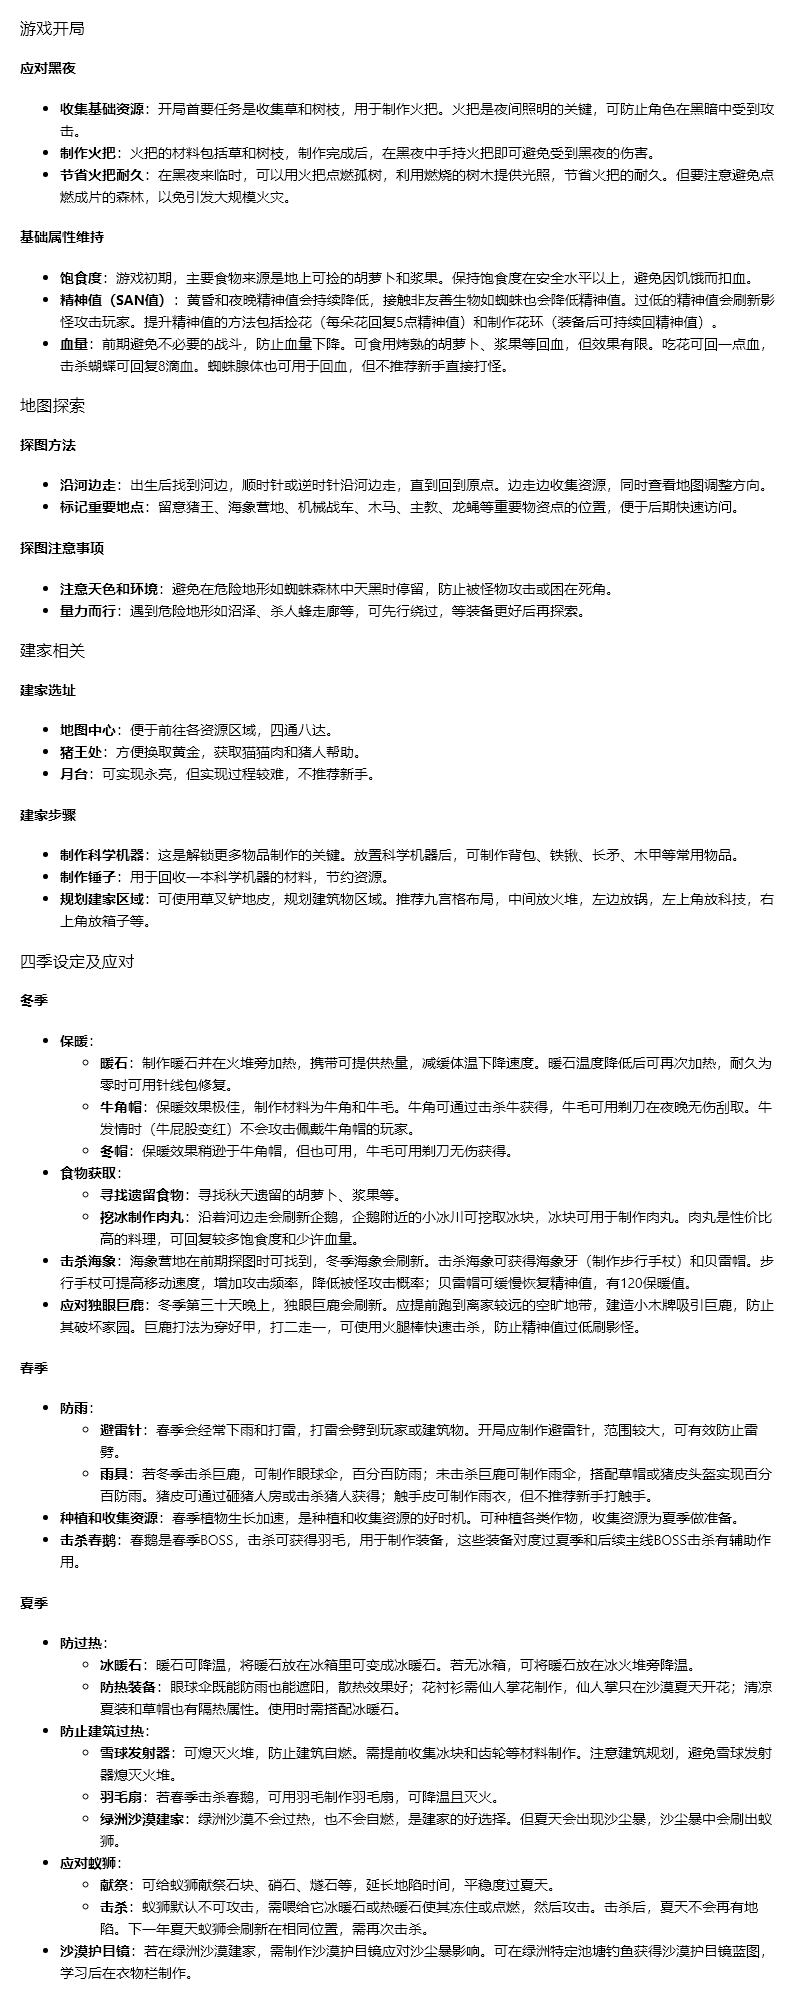 游戏开局
应对黑夜
收集基础资源：开局首要任务是收集草和树枝，用于制作火把。火把是夜间照明的关键，可防止角色在黑暗中受到攻
击。
制作火把：火把的材料包括草和树枝，制作完成后，在黑夜中手持火把即可避免受到黑夜的伤害。
节省火把耐久：在黑夜来临时，可以用火把点燃孤树，利用燃烧的树木提供光照，节省火把的耐久。但要注意避免点
燃成片的森林，以免引发大规模火灾。
基础属性维持
饱食度：游戏初期，主要食物来源是地上可捡的胡萝卜和浆果。保持饱食度在安全水平以上，避免因饥饿而扣血。
精神值（SAN值）：黄昏和夜晚精神值会持续降低，接触非友善生物如蜘蛛也会降低精神值。过低的精神值会刷新影
怪攻击玩家。提升精神值的方法包括捡花（每朵花回复5点精神值）和制作花环（装备后可持续回精神值）。
血量：前期避免不必要的战斗，防止血量下降。可食用烤熟的胡萝卜、浆果等回血，但效果有限。吃花可回一点血，
击杀蝴蝶可回复8滴血。蜘蛛腺体也可用于回血，但不推荐新手直接打怪。
地图探索
探图方法
沿河边走：出生后找到河边，顺时针或逆时针沿河边走，直到回到原点。边走边收集资源，同时查看地图调整方向。
标记重要地点：留意猪王、海象营地、机械战车、木马、主教、龙蝇等重要物资点的位置，便于后期快速访问。
探图注意事项
注意天色和环境：避免在危险地形如蜘蛛森林中天黑时停留，防止被怪物攻击或困在死角。
量力而行：遇到危险地形如沼泽、杀人蜂走廊等，可先行绕过，等装备更好后再探索。
建家相关
建家选址
地图中心：便于前往各资源区域，四通八达。
猪王处：方便换取黄金，获取猫猫肉和猪人帮助。
月台：可实现永亮，但实现过程较难，不推荐新手。
建家步骤
制作科学机器：这是解锁更多物品制作的关键。放置科学机器后，可制作背包、铁锹、长矛、木甲等常用物品。
制作锤子：用于回收一本科学机器的材料，节约资源。
规划建家区域：可使用草叉铲地皮，规划建筑物区域。推荐九宫格布局，中间放火堆，左边放锅，左上角放科技，右
上角放箱子等。
四季设定及应对
冬季
保暖：
暖石：制作暖石并在火堆旁加热，携带可提供热量，减缓体温下降速度。暖石温度降低后可再次加热，耐久为
零时可用针线包修复。
牛角帽：保暖效果极佳，制作材料为牛角和牛毛。牛角可通过击杀牛获得，牛毛可用剃刀在夜晚无伤刮取。牛
发情时（牛屁股变红）不会攻击佩戴牛角帽的玩家。
冬帽：保暖效果稍逊于牛角帽，但也可用，牛毛可用剃刀无伤获得。
食物获取：
寻找遗留食物：寻找秋天遗留的胡萝卜、浆果等。
挖冰制作肉丸：沿着河边走会刷新企鹅，企鹅附近的小冰川可挖取冰块，冰块可用于制作肉丸。肉丸是性价比
高的料理，可回复较多饱食度和少许血量。
击杀海象：海象营地在前期探图时可找到，冬季海象会刷新。击杀海象可获得海象牙（制作步行手杖）和贝雷帽。步
行手杖可提高移动速度，增加攻击频率，降低被怪攻击概率；贝雷帽可缓慢恢复精神值，有120保暖值。
应对独眼巨鹿：冬季第三十天晚上，独眼巨鹿会刷新。应提前跑到离家较远的空旷地带，建造小木牌吸引巨鹿，防止
其破坏家园。巨鹿打法为穿好甲，打二走一，可使用火腿棒快速击杀，防止精神值过低刷影怪。
春季
防雨：
避雷针：春季会经常下雨和打雷，打雷会劈到玩家或建筑物。开局应制作避雷针，范围较大，可有效防止雷
劈。
雨具：若冬季击杀巨鹿，可制作眼球伞，百分百防雨；未击杀巨鹿可制作雨伞，搭配草帽或猪皮头盔实现百分
百防雨。猪皮可通过砸猪人房或击杀猪人获得；触手皮可制作雨衣，但不推荐新手打触手。
种植和收集资源：春季植物生长加速，是种植和收集资源的好时机。可种植各类作物，收集资源为夏季做准备。
击杀春鹅：春鹅是春季BOSS，击杀可获得羽毛，用于制作装备，这些装备对度过夏季和后续主线BOSS击杀有辅助作
用。
夏季
防过热：
冰暖石：暖石可降温，将暖石放在冰箱里可变成冰暖石。若无冰箱，可将暖石放在冰火堆旁降温。
防热装备：眼球伞既能防雨也能遮阳，散热效果好；花衬衫需仙人掌花制作，仙人掌只在沙漠夏天开花；清凉
夏装和草帽也有隔热属性。使用时需搭配冰暖石。
防止建筑过热：
雪球发射器：可熄灭火堆，防止建筑自燃。需提前收集冰块和齿轮等材料制作。注意建筑规划，避免雪球发射
器熄灭火堆。
羽毛扇：若春季击杀春鹅，可用羽毛制作羽毛扇，可降温且灭火。
绿洲沙漠建家：绿洲沙漠不会过热，也不会自燃，是建家的好选择。但夏天会出现沙尘暴，沙尘暴中会刷出蚁
狮。
应对蚁狮：
献祭：可给蚁狮献祭石块、硝石、燧石等，延长地陷时间，平稳度过夏天。
击杀：蚁狮默认不可攻击，需喂给它冰暖石或热暖石使其冻住或点燃，然后攻击。击杀后，夏天不会再有地
陷。下一年夏天蚁狮会刷新在相同位置，需再次击杀。
沙漠护目镜：若在绿洲沙漠建家，需制作沙漠护目镜应对沙尘暴影响。可在绿洲特定池塘钓鱼获得沙漠护目镜蓝图，
学习后在衣物栏制作。